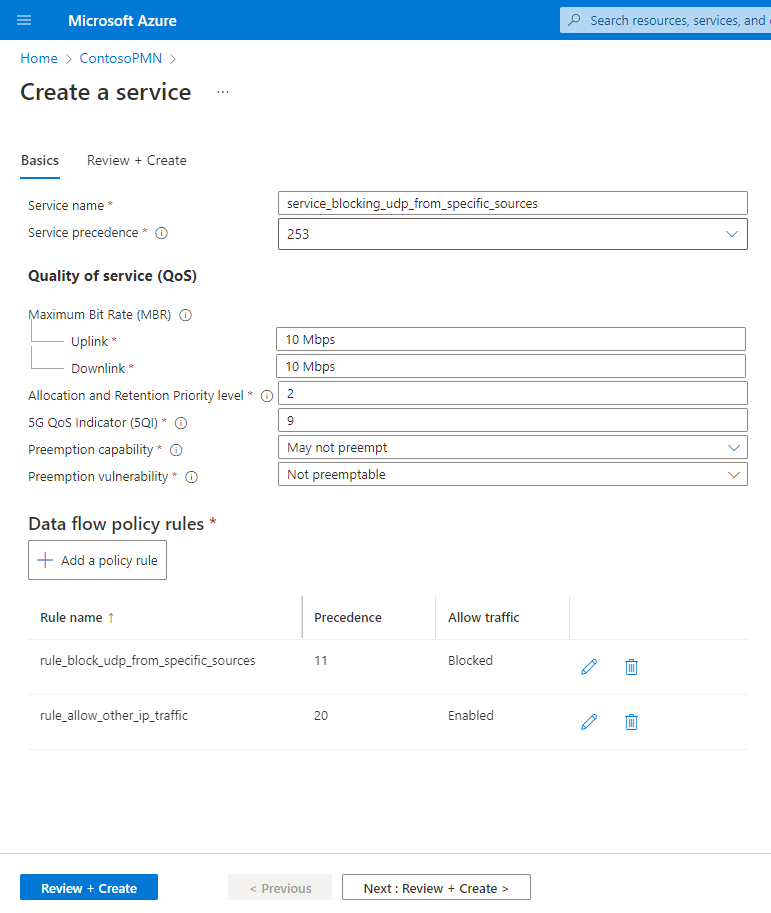 Microsoft Azure
Search resources, services, and
Home > ContosoPMN >
Create a service ...
Basics Review + Create
Service name * service_blocking_udp_from_specific_sources
Service precedence * 253
Quality of service (QoS)
Maximum Bit Rate (MBR)
Uplink * 10 Mbps
Downlink * 10 Mbps
Allocation and Retention Priority level * 2
5G QoS Indicator (5QI) * 9
Preemption capability * May not preempt
Preemption vulnerability * Not preemptable
Data flow policy rules *
Add a policy rule
Rule name ↑ Precedence Allow traffic
rule_block_udp_from_specific_sources 11 Blocked
rule_allow_other_ip_traffic 20 Enabled
Review + Create < Previous Next : Review + Create >